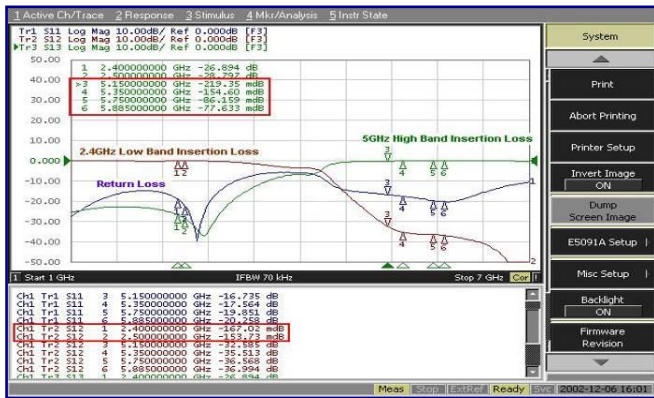 1 Active Ch/Trace 2 Response 3 Stimulus 4 Mkr/Analysis 5 Instr State
Tr1 S11 Log Mag 10.00dB/ Ref 0.000dB [F3]
Tr2 S12 Log Mag 10.00dB/ Ref 0.000dB [F3]
Tr3 S13 Log Mag 10.00dB/ Ref 0.000dB [F3]
50.00
40.00
30.00
20.00
10.00
0.000
-10.00
-20.00
-30.00
-40.00
-50.00
1 2.400000000 GHz -26.894 dB
2 2.500000000 GHz -28.797 dB
>3 5.150000000 GHz -219.35 mdB
4 5.350000000 GHz -154.60 mdB
5 5.750000000 GHz -86.159 mdB
6 5.885000000 GHz -77.633 mdB
2.4GHz Low Band Insertion Loss
5GHz High Band Insertion Loss
Return Loss
1 Start 1 GHz IFBW 70 kHz Stop 7 GHz Cor !
Ch1 Tr1 S11 3 5.150000000 GHz -16.735 dB
Ch1 Tr1 S11 4 5.350000000 GHz -17.564 dB
Ch1 Tr1 S11 5 5.750000000 GHz -19.851 dB
Ch1 Tr1 S11 6 5.885000000 GHz -20.258 dB
Ch1 Tr2 S12 1 2.400000000 GHz -167.02 mdB
Ch1 Tr2 S12 2 2.500000000 GHz -153.73 mdB
Ch1 Tr2 S12 3 5.150000000 GHz -32.585 dB
Ch1 Tr2 S12 4 5.350000000 GHz -35.513 dB
Ch1 Tr2 S12 5 5.750000000 GHz -36.568 dB
Ch1 Tr2 S12 6 5.885000000 GHz -36.994 dB
Ch1 Tr3 S13 1 2.400000000 GHz -26.894 dB
System
Print
Abort Printing
Printer Setup
Invert Image
ON
Dump
Screen Image
E5091A Setup
Misc Setup
Backlight
ON
Firmware
Revision
Meas Stop ExtRef Ready Svc 2002-12-06 16:01